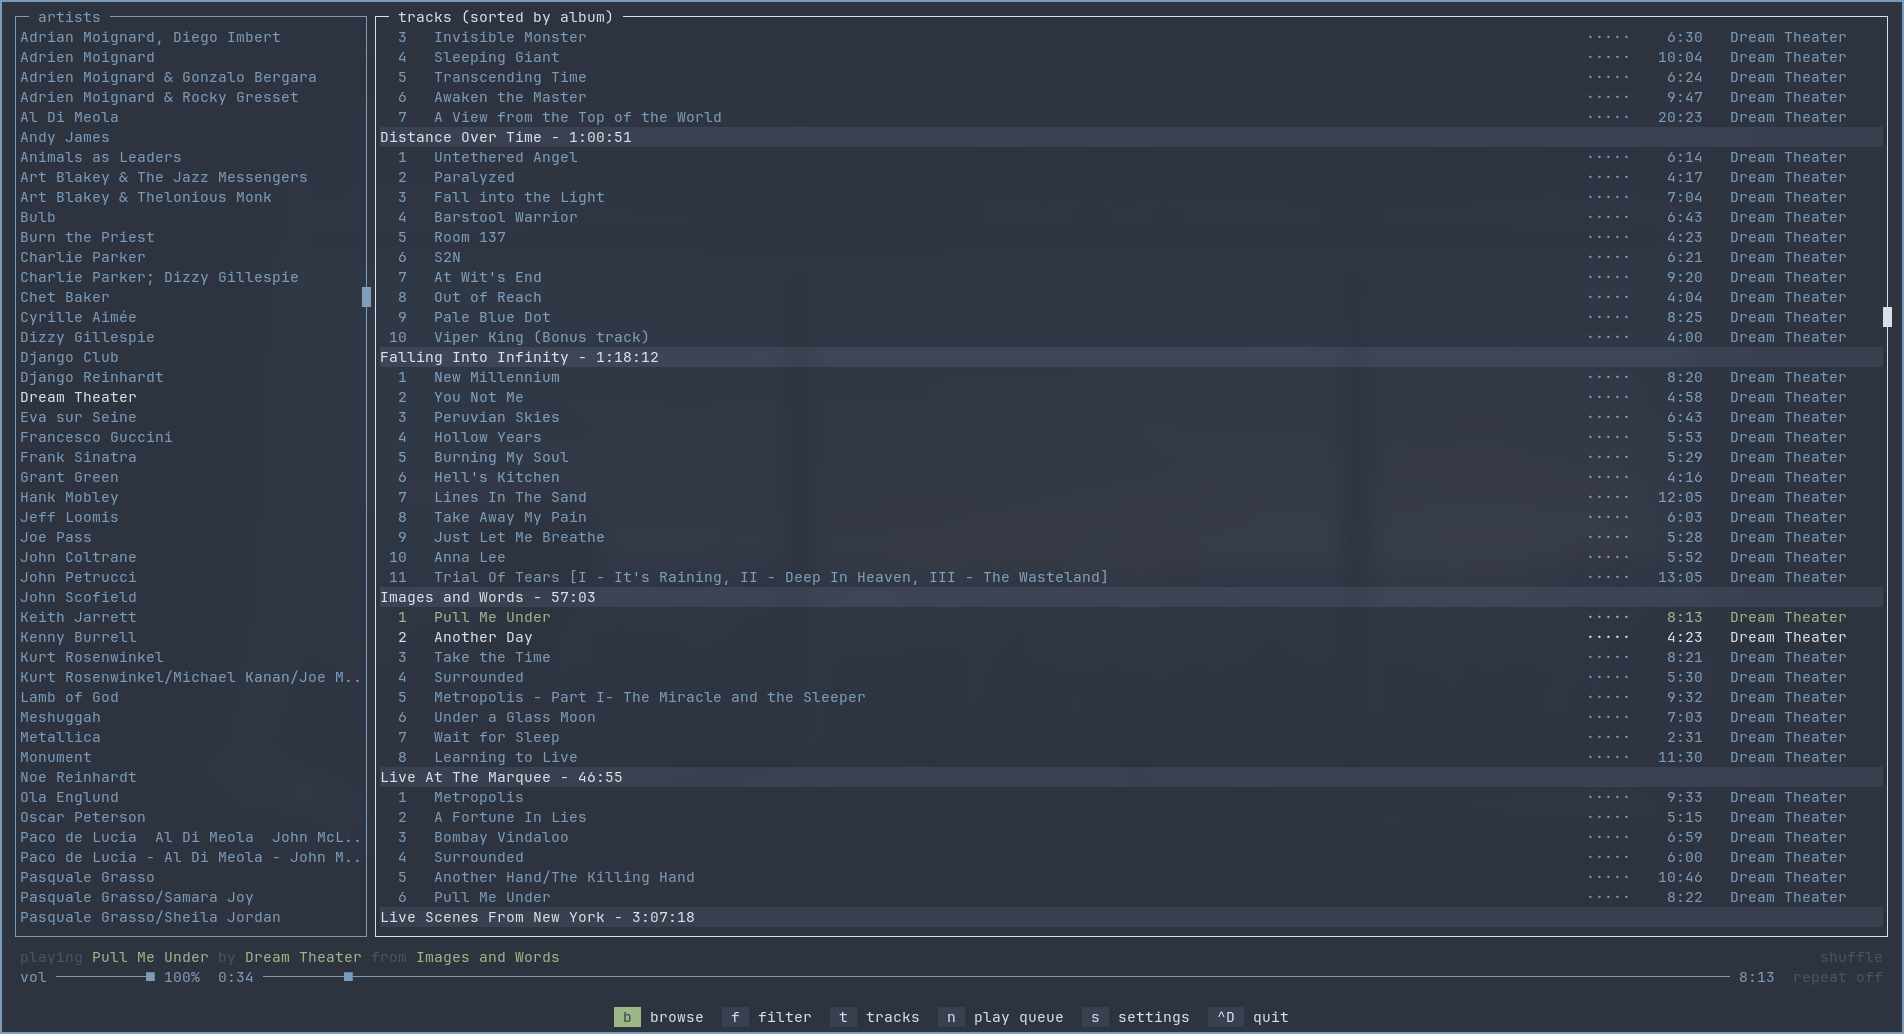 artists
Adrian Moignard, Diego Imbert
Adrien Moignard
Adrien Moignard & Gonzalo Bergara
Adrien Moignard & Rocky Gresset
Al Di Meola
Andy James
Animals as Leaders
Art Blakey & The Jazz Messengers
Art Blakey & Thelonious Monk
Bulb
Burn the Priest
Charlie Parker
Charlie Parker; Dizzy Gillespie
Chet Baker
Cyrille Aimée
Dizzy Gillespie
Django Club
Django Reinhardt
Dream Theater
Eva sur Seine
Francesco Guccini
Frank Sinatra
Grant Green
Hank Mobley
Jeff Loomis
Joe Pass
John Coltrane
John Petrucci
John Scofield
Keith Jarrett
Kenny Burrell
Kurt Rosenwinkel
Kurt Rosenwinkel/Michael Kanan/Joe M..
Lamb of God
Meshuggah
Metallica
Monument
Noe Reinhardt
Ola Englund
Oscar Peterson
Paco de Lucia  Al Di Meola  John McL..
Paco de Lucia - Al Di Meola - John M..
Pasquale Grasso
Pasquale Grasso/Samara Joy
Pasquale Grasso/Sheila Jordan
tracks (sorted by album)
3 Invisible Monster ····· 6:30 Dream Theater
4 Sleeping Giant ····· 10:04 Dream Theater
5 Transcending Time ····· 6:24 Dream Theater
6 Awaken the Master ····· 9:47 Dream Theater
7 A View from the Top of the World ····· 20:23 Dream Theater
Distance Over Time - 1:00:51
1 Untethered Angel ····· 6:14 Dream Theater
2 Paralyzed ····· 4:17 Dream Theater
3 Fall into the Light ····· 7:04 Dream Theater
4 Barstool Warrior ····· 6:43 Dream Theater
5 Room 137 ····· 4:23 Dream Theater
6 S2N ····· 6:21 Dream Theater
7 At Wit's End ····· 9:20 Dream Theater
8 Out of Reach ····· 4:04 Dream Theater
9 Pale Blue Dot ····· 8:25 Dream Theater
10 Viper King (Bonus track) ····· 4:00 Dream Theater
Falling Into Infinity - 1:18:12
1 New Millennium ····· 8:20 Dream Theater
2 You Not Me ····· 4:58 Dream Theater
3 Peruvian Skies ····· 6:43 Dream Theater
4 Hollow Years ····· 5:53 Dream Theater
5 Burning My Soul ····· 5:29 Dream Theater
6 Hell's Kitchen ····· 4:16 Dream Theater
7 Lines In The Sand ····· 12:05 Dream Theater
8 Take Away My Pain ····· 6:03 Dream Theater
9 Just Let Me Breathe ····· 5:28 Dream Theater
10 Anna Lee ····· 5:52 Dream Theater
11 Trial Of Tears [I - It's Raining, II - Deep In Heaven, III - The Wasteland] ····· 13:05 Dream Theater
Images and Words - 57:03
1 Pull Me Under ····· 8:13 Dream Theater
2 Another Day ····· 4:23 Dream Theater
3 Take the Time ····· 8:21 Dream Theater
4 Surrounded ····· 5:30 Dream Theater
5 Metropolis - Part I- The Miracle and the Sleeper ····· 9:32 Dream Theater
6 Under a Glass Moon ····· 7:03 Dream Theater
7 Wait for Sleep ····· 2:31 Dream Theater
8 Learning to Live ····· 11:30 Dream Theater
Live At The Marquee - 46:55
1 Metropolis ····· 9:33 Dream Theater
2 A Fortune In Lies ····· 5:15 Dream Theater
3 Bombay Vindaloo ····· 6:59 Dream Theater
4 Surrounded ····· 6:00 Dream Theater
5 Another Hand/The Killing Hand ····· 10:46 Dream Theater
6 Pull Me Under ····· 8:22 Dream Theater
Live Scenes From New York - 3:07:18
playing Pull Me Under by Dream Theater from Images and Words shuffle
vol 100% 0:34 8:13 repeat off
b browse f filter t tracks n play queue s settings ^D quit